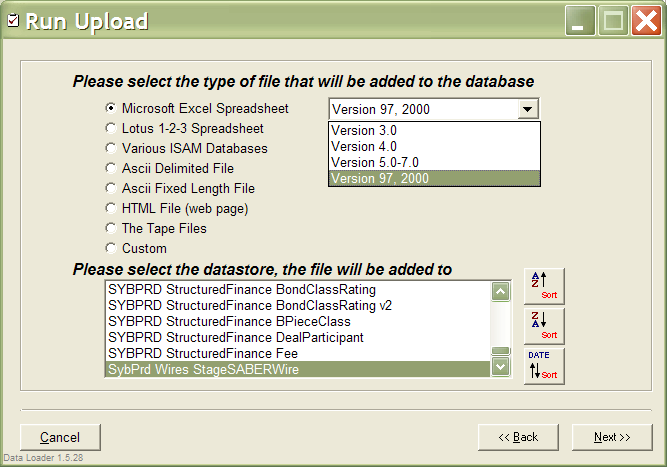 Run Upload
Please select the type of file that will be added to the database
Microsoft Excel Spreadsheet
Version 97, 2000
Lotus 1-2-3 Spreadsheet
Version 3.0
Version 4.0
Version 5.0-7.0
Version 97, 2000
Various ISAM Databases
Ascii Delimited File
Ascii Fixed Length File
HTML File (web page)
The Tape Files
Custom
Please select the datastore, the file will be added to
SYBPRD StructuredFinance BondClassRating
SYBPRD StructuredFinance BondClassRating v2
SYBPRD StructuredFinance BPieceClass
SYBPRD StructuredFinance DealParticipant
SYBPRD StructuredFinance Fee
SybPrd Wires StageSABERWire
A
Z
Sort
Z
A
Sort
DATE
Sort
Cancel
<< Back
Next >>
Data Loader 1.5.28